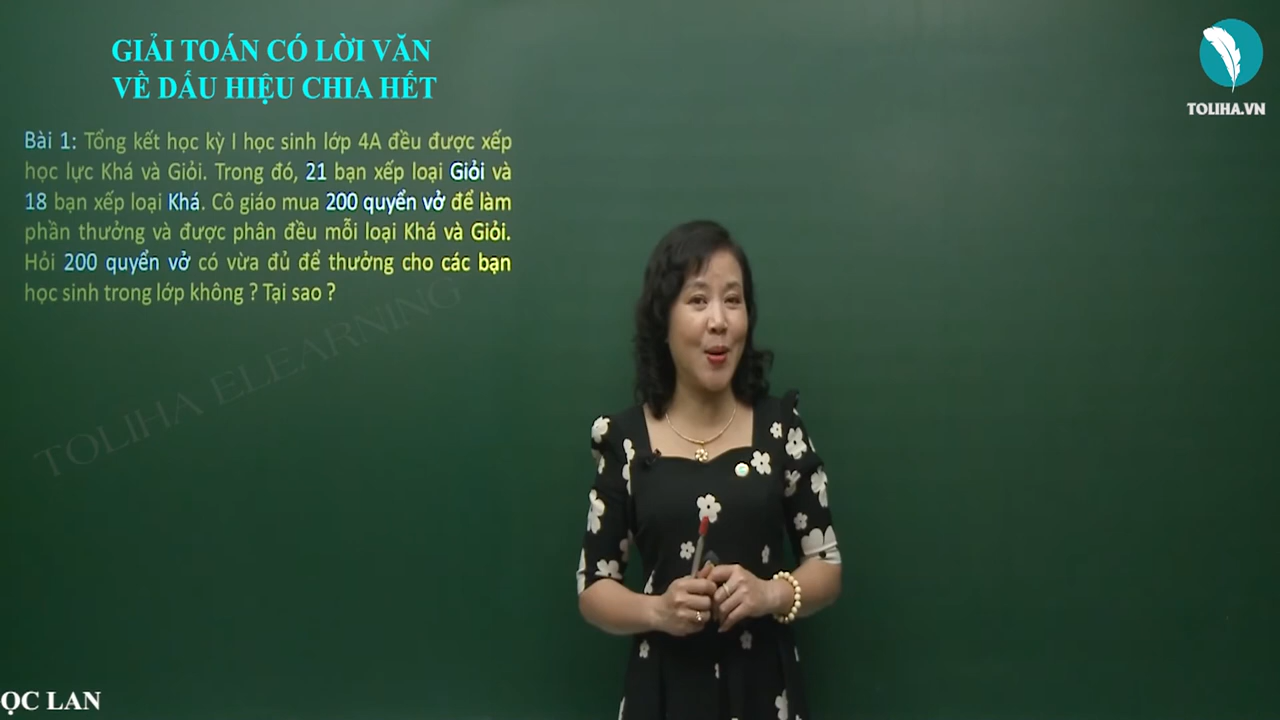 GIẢI TOÁN CÓ LỜI VĂN
VỀ DẤU HIỆU CHIA HẾT
TOLIHA.VN
Bài 1: Tổng kết học kỳ I học sinh lớp 4A đều được xếp
học lực Khá và Giỏi. Trong đó, 21 bạn xếp loại Giỏi và
18 bạn xếp loại Khá. Cô giáo mua 200 quyển vở để làm
phần thưởng và được phân đều mỗi loại Khá và Giỏi.
Hỏi 200 quyển vở có vừa đủ để thưởng cho các bạn
học sinh trong lớp không ? Tại sao ?
TOLIHA ELEARNING
ỌC LAN